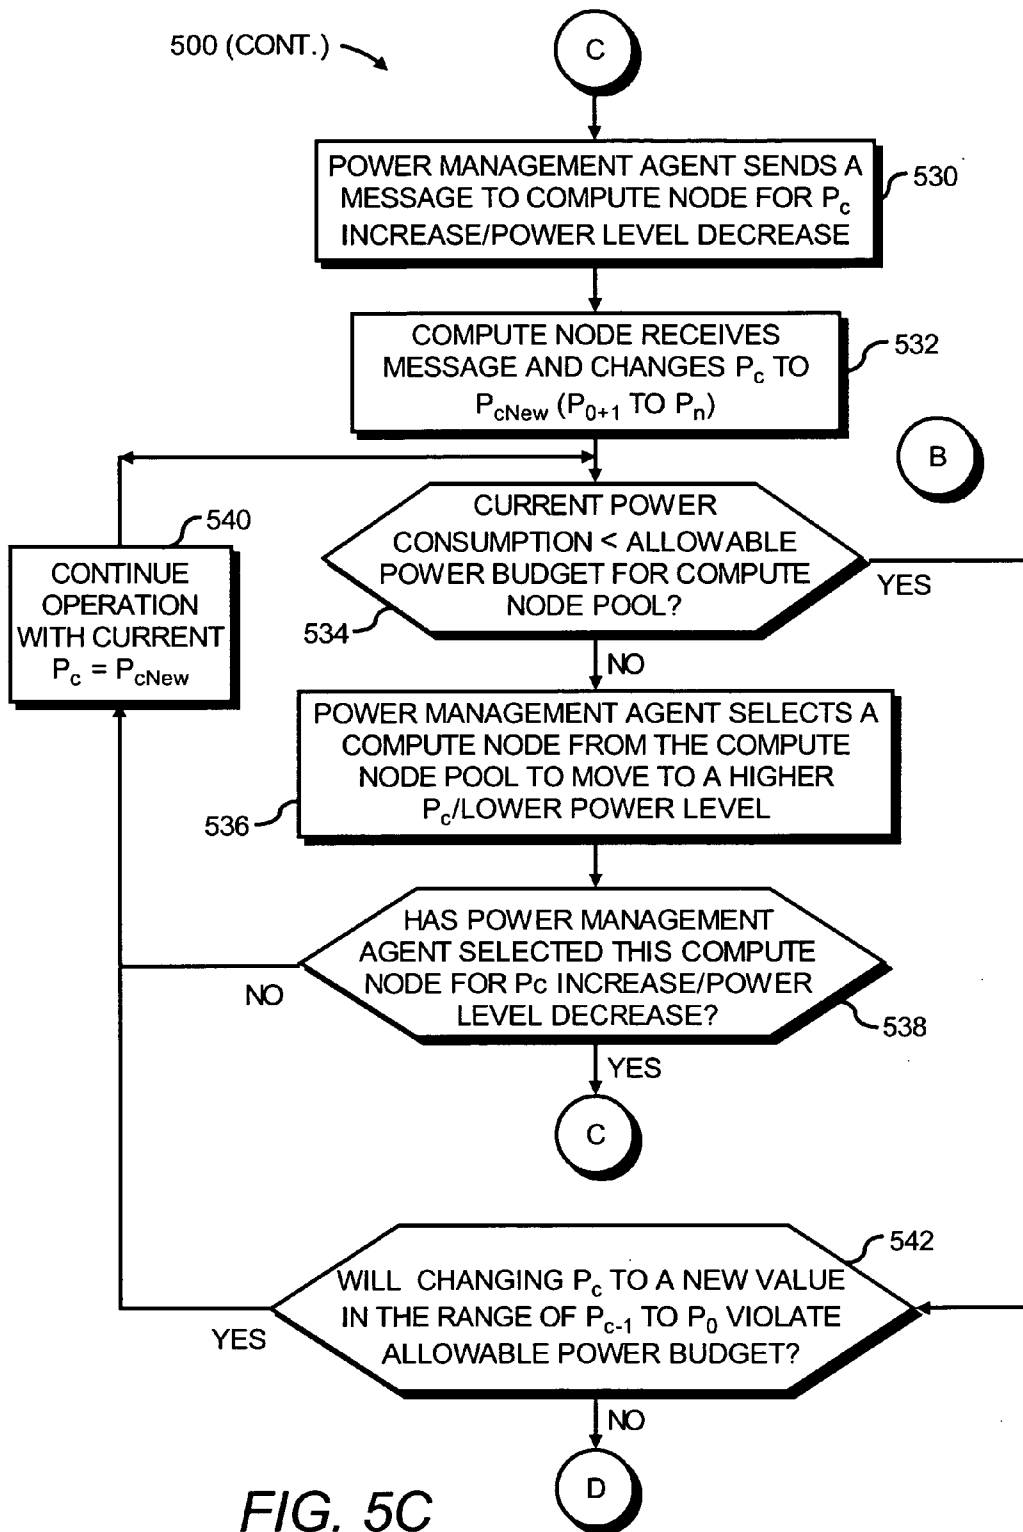 500 (CONT.)
C
POWER MANAGEMENT AGENT SENDS A
MESSAGE TO COMPUTE NODE FOR Pc
INCREASE/POWER LEVEL DECREASE
530
COMPUTE NODE RECEIVES
MESSAGE AND CHANGES Pc TO
PcNew (P0+1 TO Pn)
532
B
CURRENT POWER
CONSUMPTION < ALLOWABLE
POWER BUDGET FOR COMPUTE
NODE POOL?
534
YES
NO
540
CONTINUE
OPERATION
WITH CURRENT
Pc = PcNew
POWER MANAGEMENT AGENT SELECTS A
COMPUTE NODE FROM THE COMPUTE
NODE POOL TO MOVE TO A HIGHER
Pc/LOWER POWER LEVEL
536
HAS POWER MANAGEMENT
AGENT SELECTED THIS COMPUTE
NODE FOR Pc INCREASE/POWER
LEVEL DECREASE?
538
NO
YES
C
542
WILL CHANGING Pc TO A NEW VALUE
IN THE RANGE OF Pc-1 TO P0 VIOLATE
ALLOWABLE POWER BUDGET?
YES
NO
D
FIG. 5C